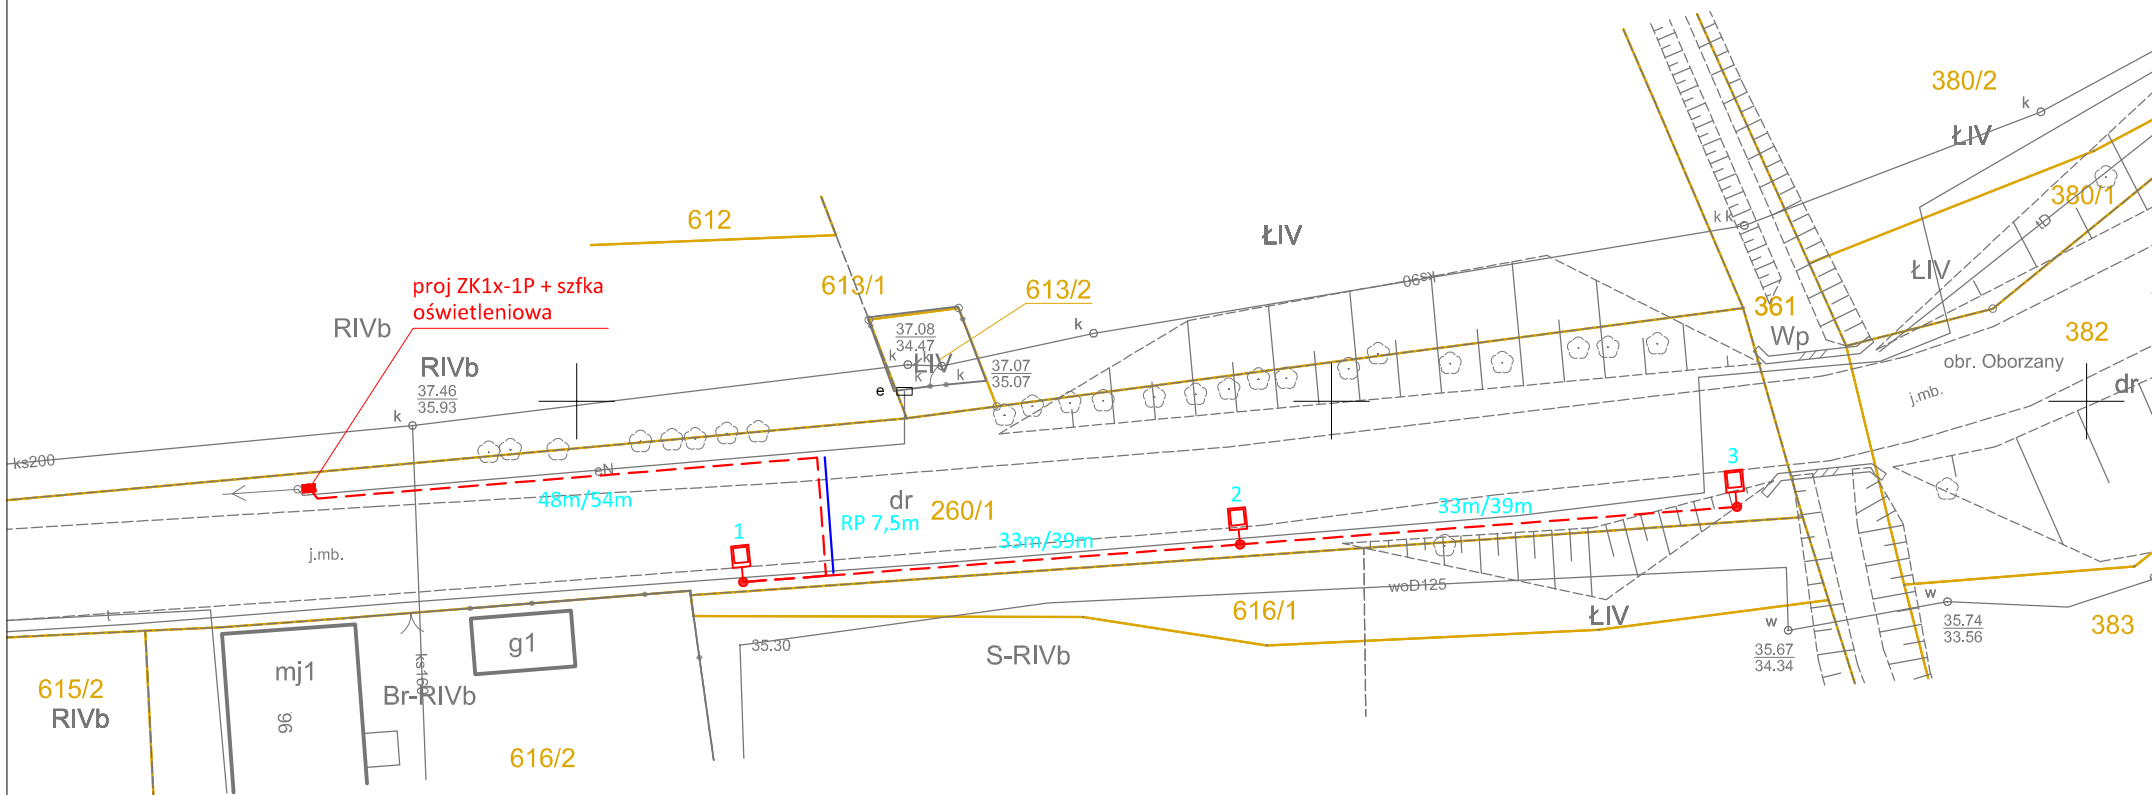 380/2
k
ŁIV
380/1
tD
k k
612
ŁIV
ks90
ŁIV
613/1
proj ZK1x-1P + szfka
oświetleniowa
613/2
361
RIVb
37.08
34.47
k
Wp
382
k
k
ŁIV
RIVb
37.07
35.07
obr. Oborzany
37.46
35.93
e
k
k
j.mb.
dr
k
ks200
eN
3
48m/54m
dr
260/1
2
33m/39m
RP 7,5m
1
33m/39m
j.mb.
woD125
t
w
616/1
ŁIV
w
35.74
33.56
383
g1
35.30
S-RIVb
35.67
34.34
mj1
ks160
Br-RIVb
615/2
RIVb
96
616/2